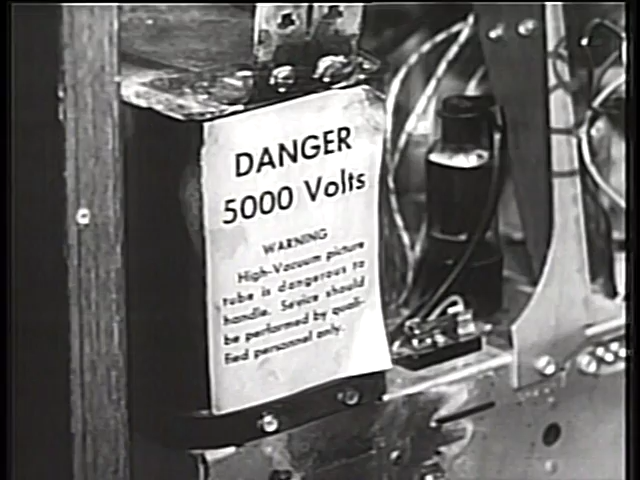 DANGER
5000 Volts
WARNING
High-Vacuum picture
tube is dangerous to
handle. Sevice should
be performed by quali-
fied personnel only.